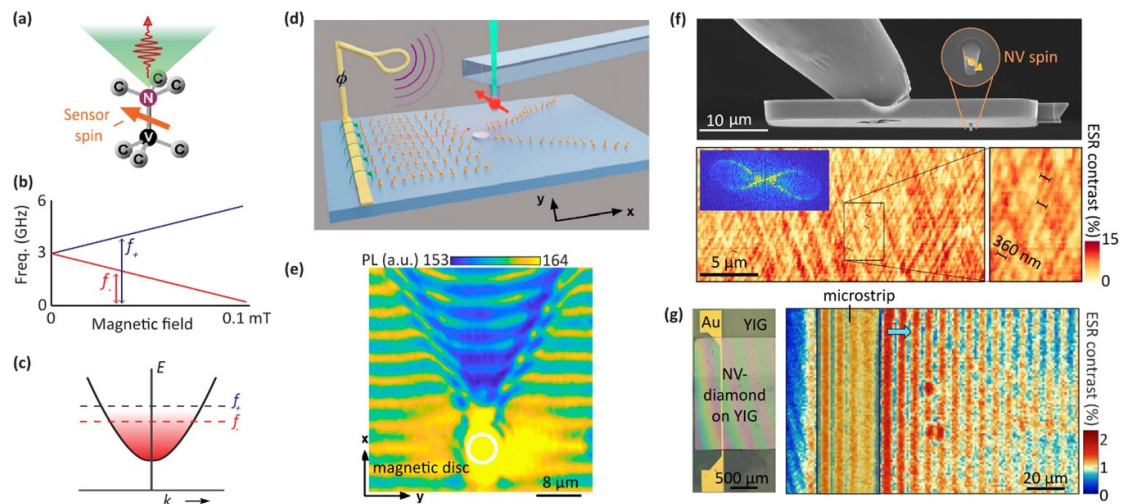 (a)
C
C
C
N
Sensor
spin
V
C
C
C
(b)
Freq. (GHz)
6
3
0
f+
f-
0
Magnetic field
0.1 mT
(c)
E
f+
f-
k
(d)
ϕ
y
x
(e)
PL (a.u.) 153
164
x
magnetic disc
y
8 µm
(f)
NV spin
10 µm
5 µm
360 nm
ESR contrast (%)
15
0
(g)
Au
YIG
NV-
diamond
on YIG
500 µm
microstrip
20 µm
ESR contrast (%)
2
1
0